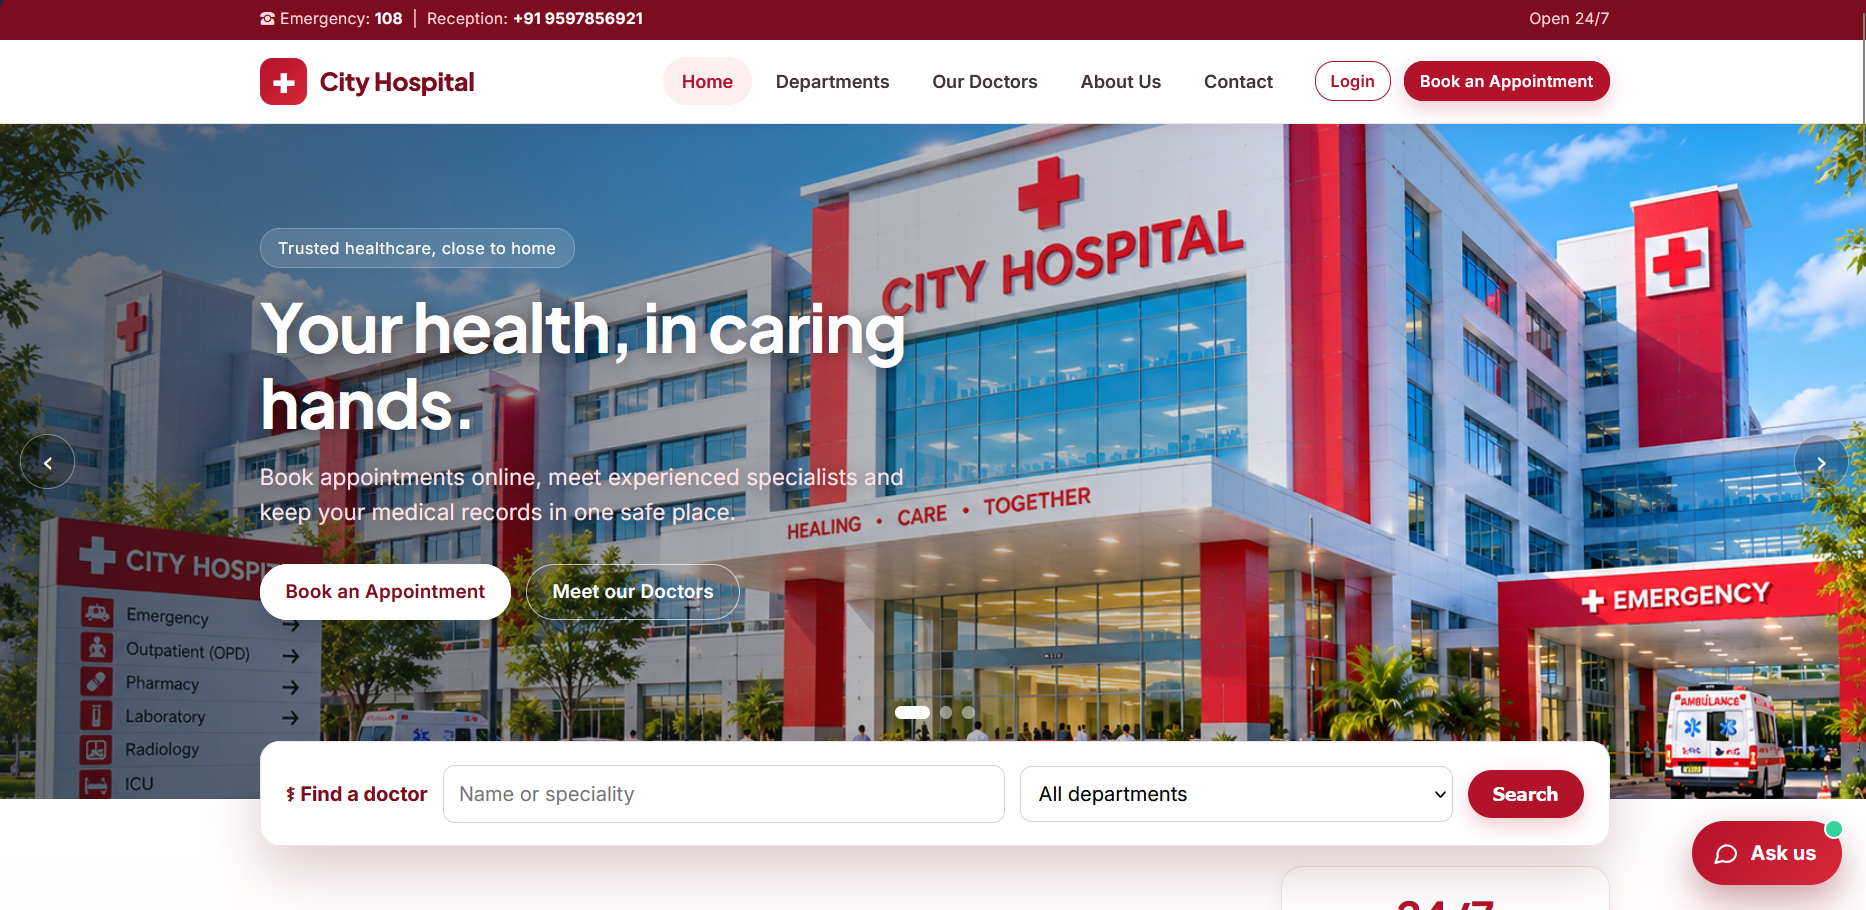 Emergency: 108 | Reception: +91 9597856921
Open 24/7
City Hospital
Home
Departments
Our Doctors
About Us
Contact
Login
Book an Appointment
Trusted healthcare, close to home
Your health, in caring
hands.
Book appointments online, meet experienced specialists and
keep your medical records in one safe place.
Book an Appointment
Meet our Doctors
CITY HOSPITAL
HEALING • CARE • TOGETHER
EMERGENCY
AMBULANCE
CITY HOSPIT
Emergency
Outpatient (OPD)
Pharmacy
Laboratory
Radiology
ICU
Find a doctor
Name or speciality
All departments
Search
Ask us
24/7